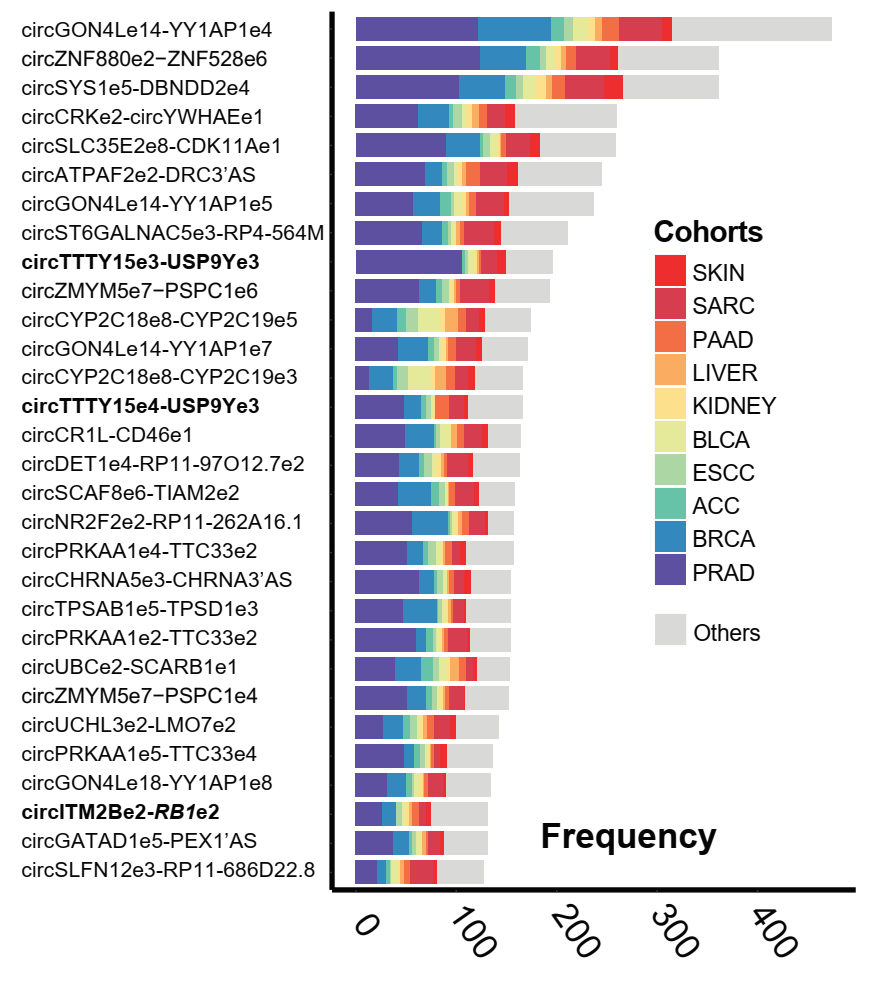 circGON4Le14-YY1AP1e4
circZNF880e2−ZNF528e6
circSYS1e5-DBNDD2e4
circCRKe2-circYWHAEe1
circSLC35E2e8-CDK11Ae1
circATPAF2e2-DRC3’AS
circGON4Le14-YY1AP1e5
circST6GALNAC5e3-RP4-564M
circTTTY15e3-USP9Ye3
circZMYM5e7−PSPC1e6
circCYP2C18e8-CYP2C19e5
circGON4Le14-YY1AP1e7
circCYP2C18e8-CYP2C19e3
circTTTY15e4-USP9Ye3
circCR1L-CD46e1
circDET1e4-RP11-97O12.7e2
circSCAF8e6-TIAM2e2
circNR2F2e2-RP11-262A16.1
circPRKAA1e4-TTC33e2
circCHRNA5e3-CHRNA3’AS
circTPSAB1e5-TPSD1e3
circPRKAA1e2-TTC33e2
circUBCe2-SCARB1e1
circZMYM5e7−PSPC1e4
circUCHL3e2-LMO7e2
circPRKAA1e5-TTC33e4
circGON4Le18-YY1AP1e8
circITM2Be2-RB1e2
circGATAD1e5-PEX1’AS
circSLFN12e3-RP11-686D22.8
Cohorts
SKIN
SARC
PAAD
LIVER
KIDNEY
BLCA
ESCC
ACC
BRCA
PRAD
Others
Frequency
0
100
200
300
400